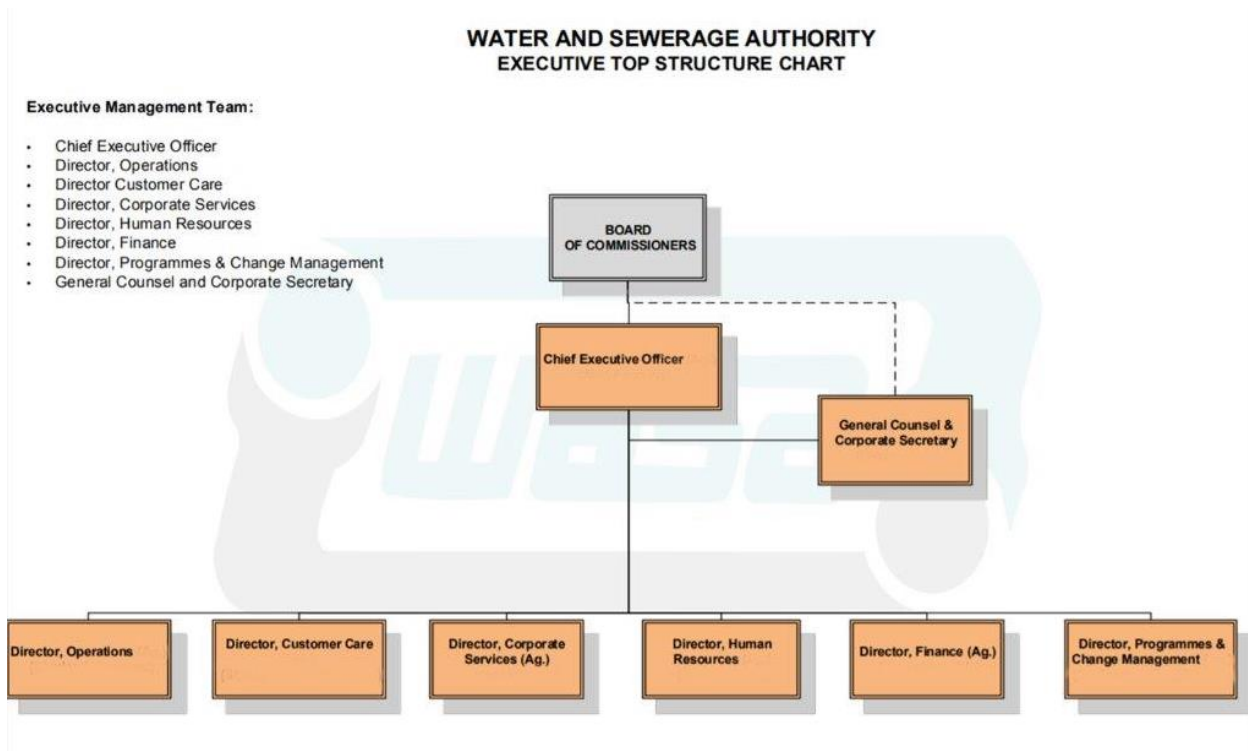 WATER AND SEWERAGE AUTHORITY
EXECUTIVE TOP STRUCTURE CHART
Executive Management Team:
• Chief Executive Officer
• Director, Operations
• Director Customer Care
• Director, Corporate Services
• Director, Human Resources
• Director, Finance
• Director, Programmes & Change Management
• General Counsel and Corporate Secretary
BOARD
OF COMMISSIONERS
Chief Executive Officer
General Counsel &
Corporate Secretary
wasa
Director, Operations
Director, Customer Care
Director, Corporate
Services (Ag.)
Director, Human
Resources
Director, Finance (Ag.)
Director, Programmes &
Change Management